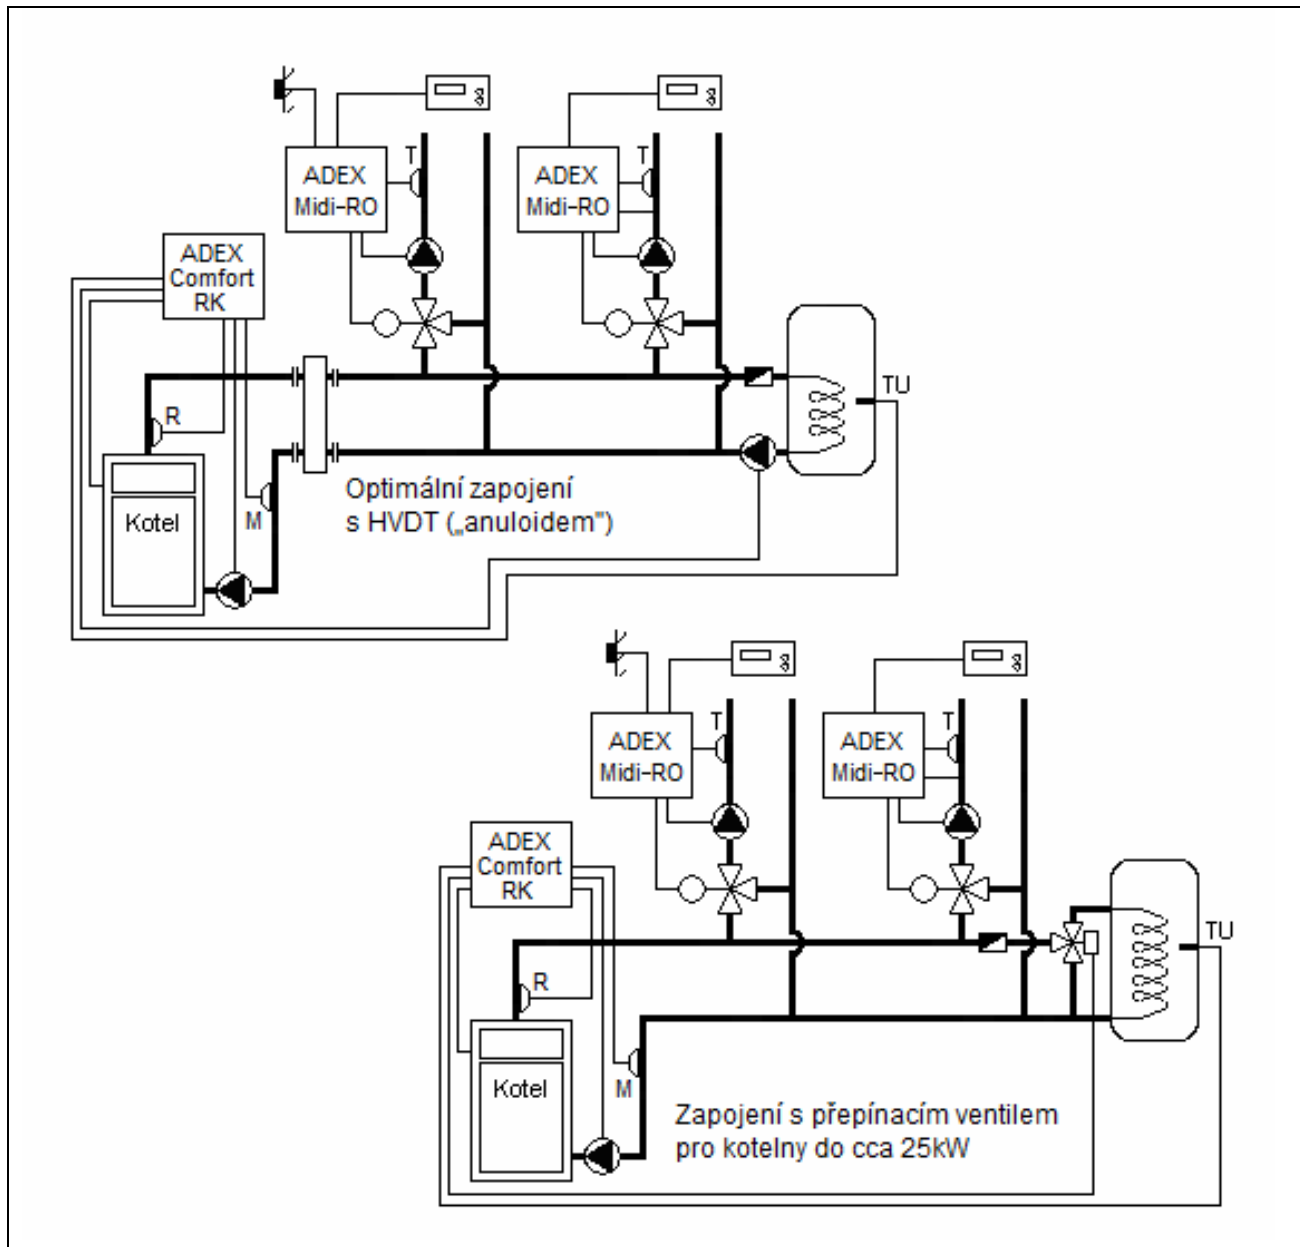 T
T
ADEX
Midi-RO
ADEX
Midi-RO
ADEX
Comfort
RK
R
TU
M
Kotel
Optimální zapojení
s HVDT („anuloidem")
T
T
ADEX
Midi-RO
ADEX
Midi-RO
ADEX
Comfort
RK
R
TU
M
Kotel
Zapojení s přepínacím ventilem
pro kotelny do cca 25kW